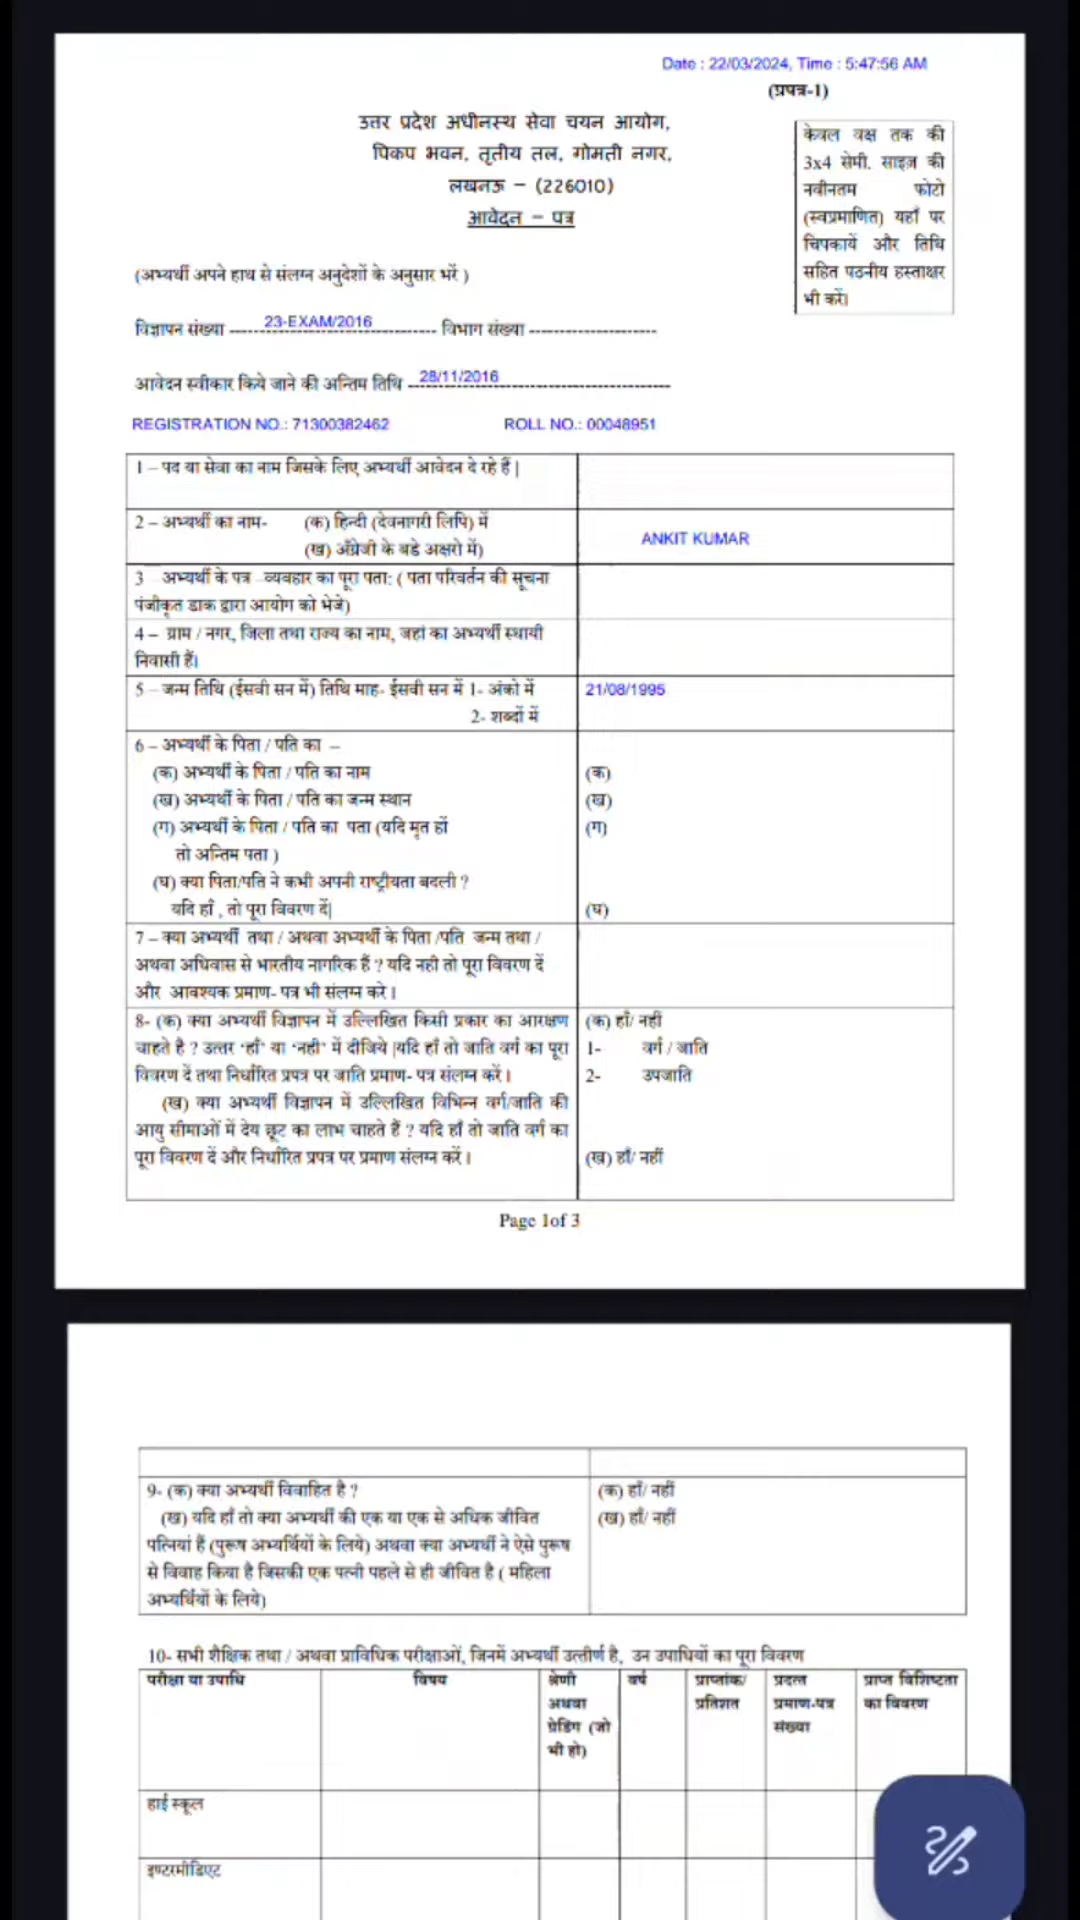 Date : 22/03/2024, Time : 5:47:56 AM
(प्रपत्र-1)
उत्तर प्रदेश अधीनस्थ सेवा चयन आयोग,
पिकप भवन, तृतीय तल, गोमती नगर,
लखनऊ – (226010)
आवेदन – पत्र
केवल वक्ष तक की
3x4 सेमी. साइज़ की
नवीनतम फोटो
(स्वप्रमाणित) यहाँ पर
चिपकायें और तिथि
सहित पठनीय हस्ताक्षर
भी करें।
(अभ्यर्थी अपने हाथ से संलग्न अनुदेशों के अनुसार भरें )
विज्ञापन संख्या ------23-EXAM/2016------------ विभाग संख्या ----------------------
आवेदन स्वीकार किये जाने की अन्तिम तिथि --28/11/2016------------------------------
REGISTRATION NO.: 71300382462 ROLL NO.: 00048951
1 – पद या सेवा का नाम जिसके लिए अभ्यर्थी आवेदन दे रहे हैं |
2 – अभ्यर्थी का नाम- (क) हिन्दी (देवनागरी लिपि) में
(ख) अँग्रेजी के बडे अक्षरो में)
ANKIT KUMAR
3 अभ्यर्थी के पत्र –व्यवहार का पूरा पता: ( पता परिवर्तन की सूचना
पंजीकृत डाक द्वारा आयोग को भेजे)
4 – ग्राम / नगर, जिला तथा राज्य का नाम, जहां का अभ्यर्थी स्थायी
निवासी हैं।
5 – जन्म तिथि (ईसवी सन में) तिथि माह- ईसवी सन में 1- अंको में 21/08/1995
2- शब्दों में
6 – अभ्यर्थी के पिता / पति का –
(क) अभ्यर्थी के पिता / पति का नाम (क)
(ख) अभ्यर्थी के पिता / पति का जन्म स्थान (ख)
(ग) अभ्यर्थी के पिता / पति का पता (यदि मृत हों (ग)
तो अन्तिम पता )
(घ) क्या पिता/पति ने कभी अपनी राष्ट्रीयता बदली ?
यदि हाँ , तो पूरा विवरण दें| (घ)
7 – क्या अभ्यर्थी तथा / अथवा अभ्यर्थी के पिता /पति जन्म तथा /
अथवा अधिवास से भारतीय नागरिक हैं ? यदि नही तो पूरा विवरण दें
और आवश्यक प्रमाण- पत्र भी संलग्न करे ।
8- (क) क्या अभ्यर्थी विज्ञापन में उल्लिखित किसी प्रकार का आरक्षण (क) हाँ/ नहीं
चाहते है ? उत्तर 'हाँ' या 'नही' में दीजिये |यदि हाँ तो जाति वर्ग का पूरा 1- वर्ग / जाति
विवरण दें तथा निर्धारित प्रपत्र पर जाति प्रमाण- पत्र संलग्न करें । 2- उपजाति
(ख) क्या अभ्यर्थी विज्ञापन में उल्लिखित विभिन्न वर्ग/जाति की
आयु सीमाओं में देय छूट का लाभ चाहते हैं ? यदि हाँ तो जाति वर्ग का
पूरा विवरण दें और निर्धारित प्रपत्र पर प्रमाण संलग्न करें । (ख) हाँ/ नहीं
Page 1of 3
9- (क) क्या अभ्यर्थी विवाहित है ? (क) हाँ/ नहीं
(ख) यदि हाँ तो क्या अभ्यर्थी की एक या एक से अधिक जीवित (ख) हाँ/ नहीं
पत्नियां हैं (पुरूष अभ्यर्थियों के लिये) अथवा क्या अभ्यर्थी ने ऐसे पुरूष
से विवाह किया है जिसकी एक पत्नी पहले से ही जीवित है ( महिला
अभ्यर्थियों के लिये)
10- सभी शैक्षिक तथा / अथवा प्राविधिक परीक्षाओं, जिनमें अभ्यर्थी उत्तीर्ण है, उन उपाधियों का पूरा विवरण
परीक्षा या उपाधि विषय श्रेणी वर्ष प्राप्तांक/ प्रदत्त प्राप्त विशिष्टता
अथवा प्रतिशत प्रमाण-पत्र का विवरण
ग्रेडिंग (जो संख्या
भी हो)
हाई स्कूल
इण्टरमीडिएट